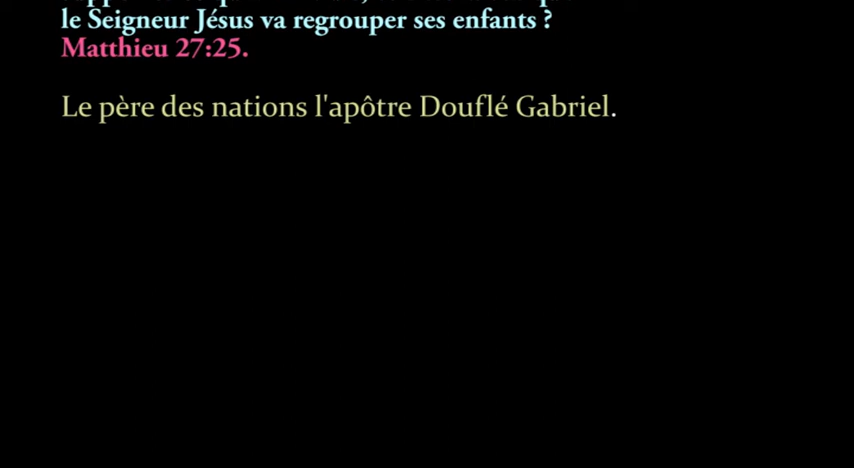 le Seigneur Jésus va regrouper ses enfants ?
Matthieu 27:25.
Le père des nations l'apôtre Douflé Gabriel.